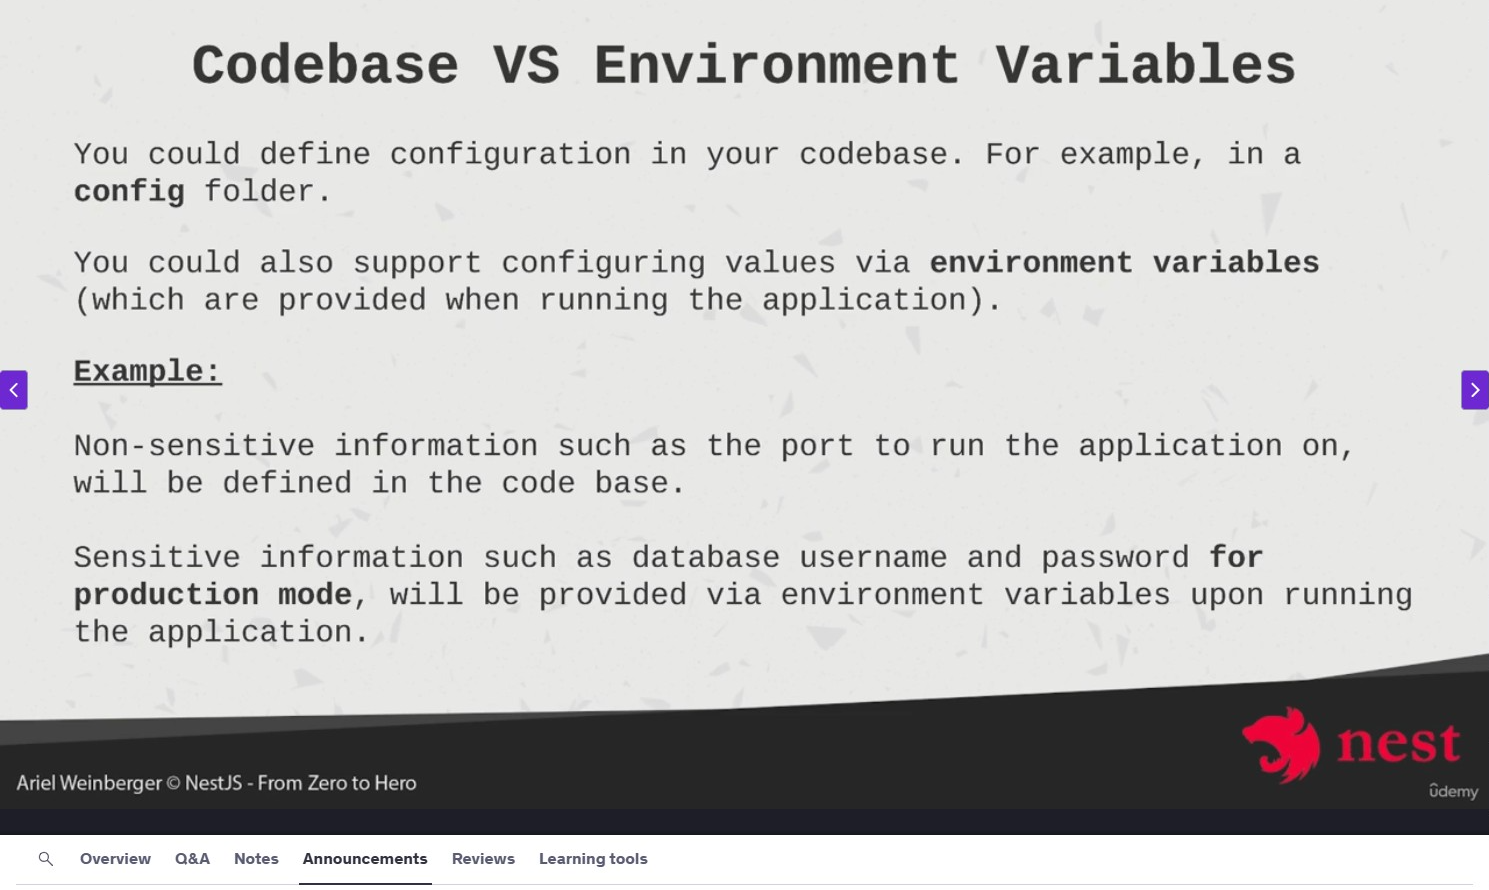 Codebase VS Environment Variables
You could define configuration in your codebase. For example, in a
config folder.
You could also support configuring values via environment variables
(which are provided when running the application).
Example:
Non-sensitive information such as the port to run the application on,
will be defined in the code base.
Sensitive information such as database username and password for
production mode, will be provided via environment variables upon running
the application.
nest
Ariel Weinberger © NestJS - From Zero to Hero
ûdemy
Overview Q&A Notes Announcements Reviews Learning tools